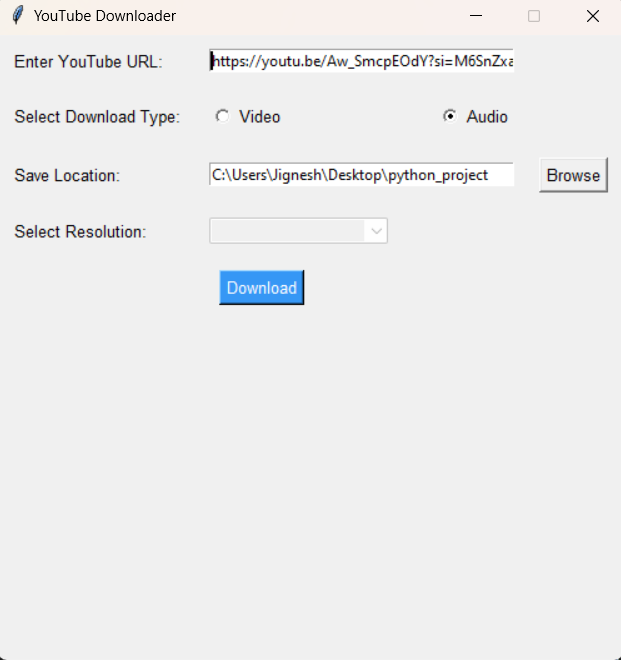 YouTube Downloader
Enter YouTube URL: https://youtu.be/Aw_SmcpEOdY?si=M6SnZxa
Select Download Type: Video Audio
Save Location: C:\Users\Jignesh\Desktop\python_project Browse
Select Resolution:
Download